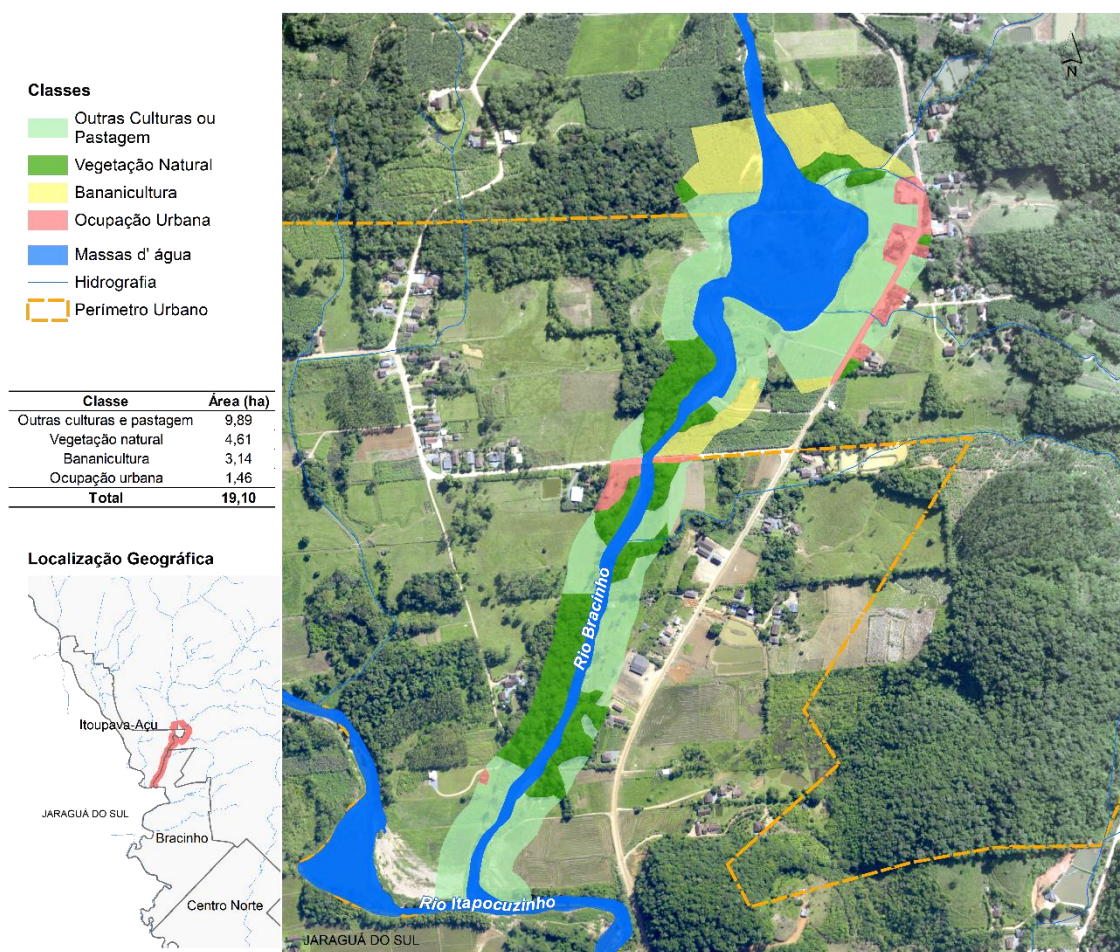 Classes
Outras Culturas ou
Pastagem
Vegetação Natural
Bananicultura
Ocupação Urbana
Massas d' água
Hidrografia
Perímetro Urbano
Classe Área (ha)
Outras culturas e pastagem 9,89
Vegetação natural 4,61
Bananicultura 3,14
Ocupação urbana 1,46
Total 19,10
Localização Geográfica
Itoupava-Açu
JARAGUÁ DO SUL
Bracinho
Centro Norte
N
Rio Bracinho
Rio Itapocuzinho
JARAGUÁ DO SUL